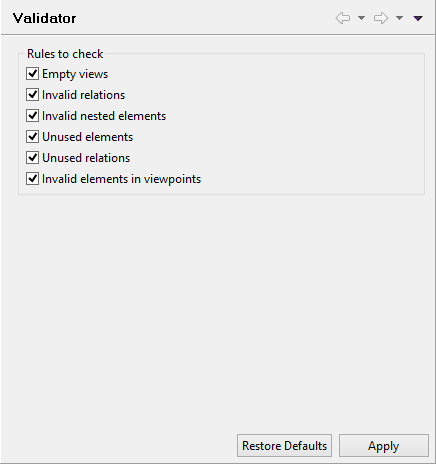 Validator
Rules to check
Empty views
Invalid relations
Invalid nested elements
Unused elements
Unused relations
Invalid elements in viewpoints
Restore Defaults
Apply